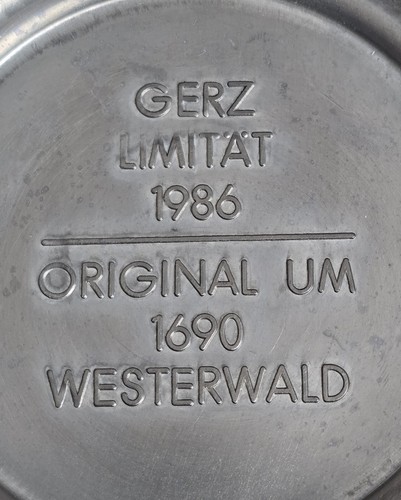 GERZ
LIMITÄT
1986
ORIGINAL UM
1690
WESTERWALD